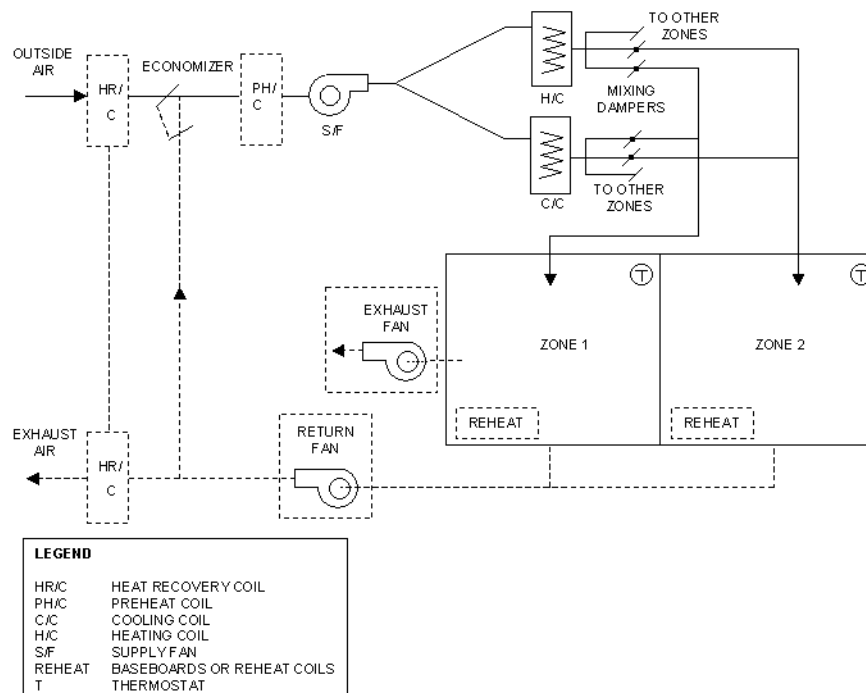 OUTSIDE
AIR
HR/
C
ECONOMIZER
PH/
C
S/F
H/C
TO OTHER
ZONES
MIXING
DAMPERS
C/C
TO OTHER
ZONES
T
T
EXHAUST
FAN
ZONE 1
ZONE 2
REHEAT
REHEAT
EXHAUST
AIR
HR/
C
RETURN
FAN
LEGEND
HR/C HEAT RECOVERY COIL
PH/C PREHEAT COIL
C/C COOLING COIL
H/C HEATING COIL
S/F SUPPLY FAN
REHEAT BASEBOARDS OR REHEAT COILS
T THERMOSTAT